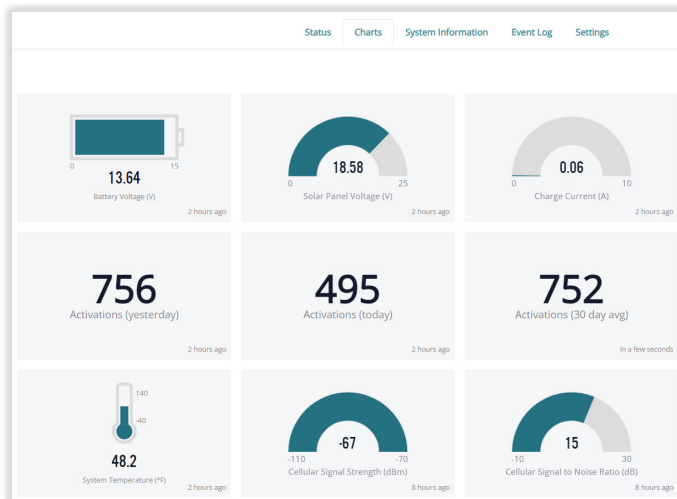 Status Charts System Information Event Log Settings
0 15
13.64
Battery Voltage (V)
2 hours ago
18.58
0 25
Solar Panel Voltage (V)
2 hours ago
0.06
0 10
Charge Current (A)
2 hours ago
756
Activations (yesterday)
2 hours ago
495
Activations (today)
2 hours ago
752
Activations (30 day avg)
in a few seconds
140
-40
48.2
System Temperature (°F)
2 hours ago
-67
-110 -70
Cellular Signal Strength (dBm)
8 hours ago
15
-10 30
Cellular Signal to Noise Ratio (dB)
8 hours ago